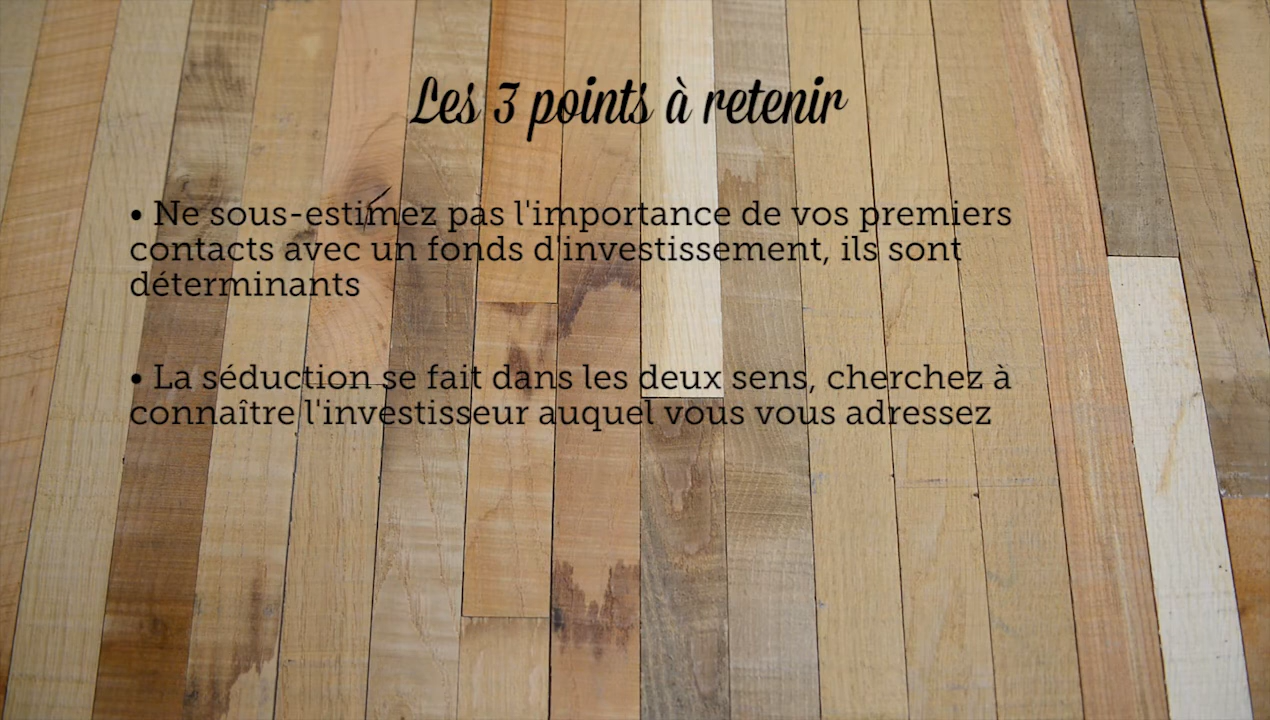 Les 3 points à retenir
• Ne sous-estimez pas l'importance de vos premiers
contacts avec un fonds d'investissement, ils sont
déterminants
• La séduction se fait dans les deux sens, cherchez à
connaître l'investisseur auquel vous vous adressez